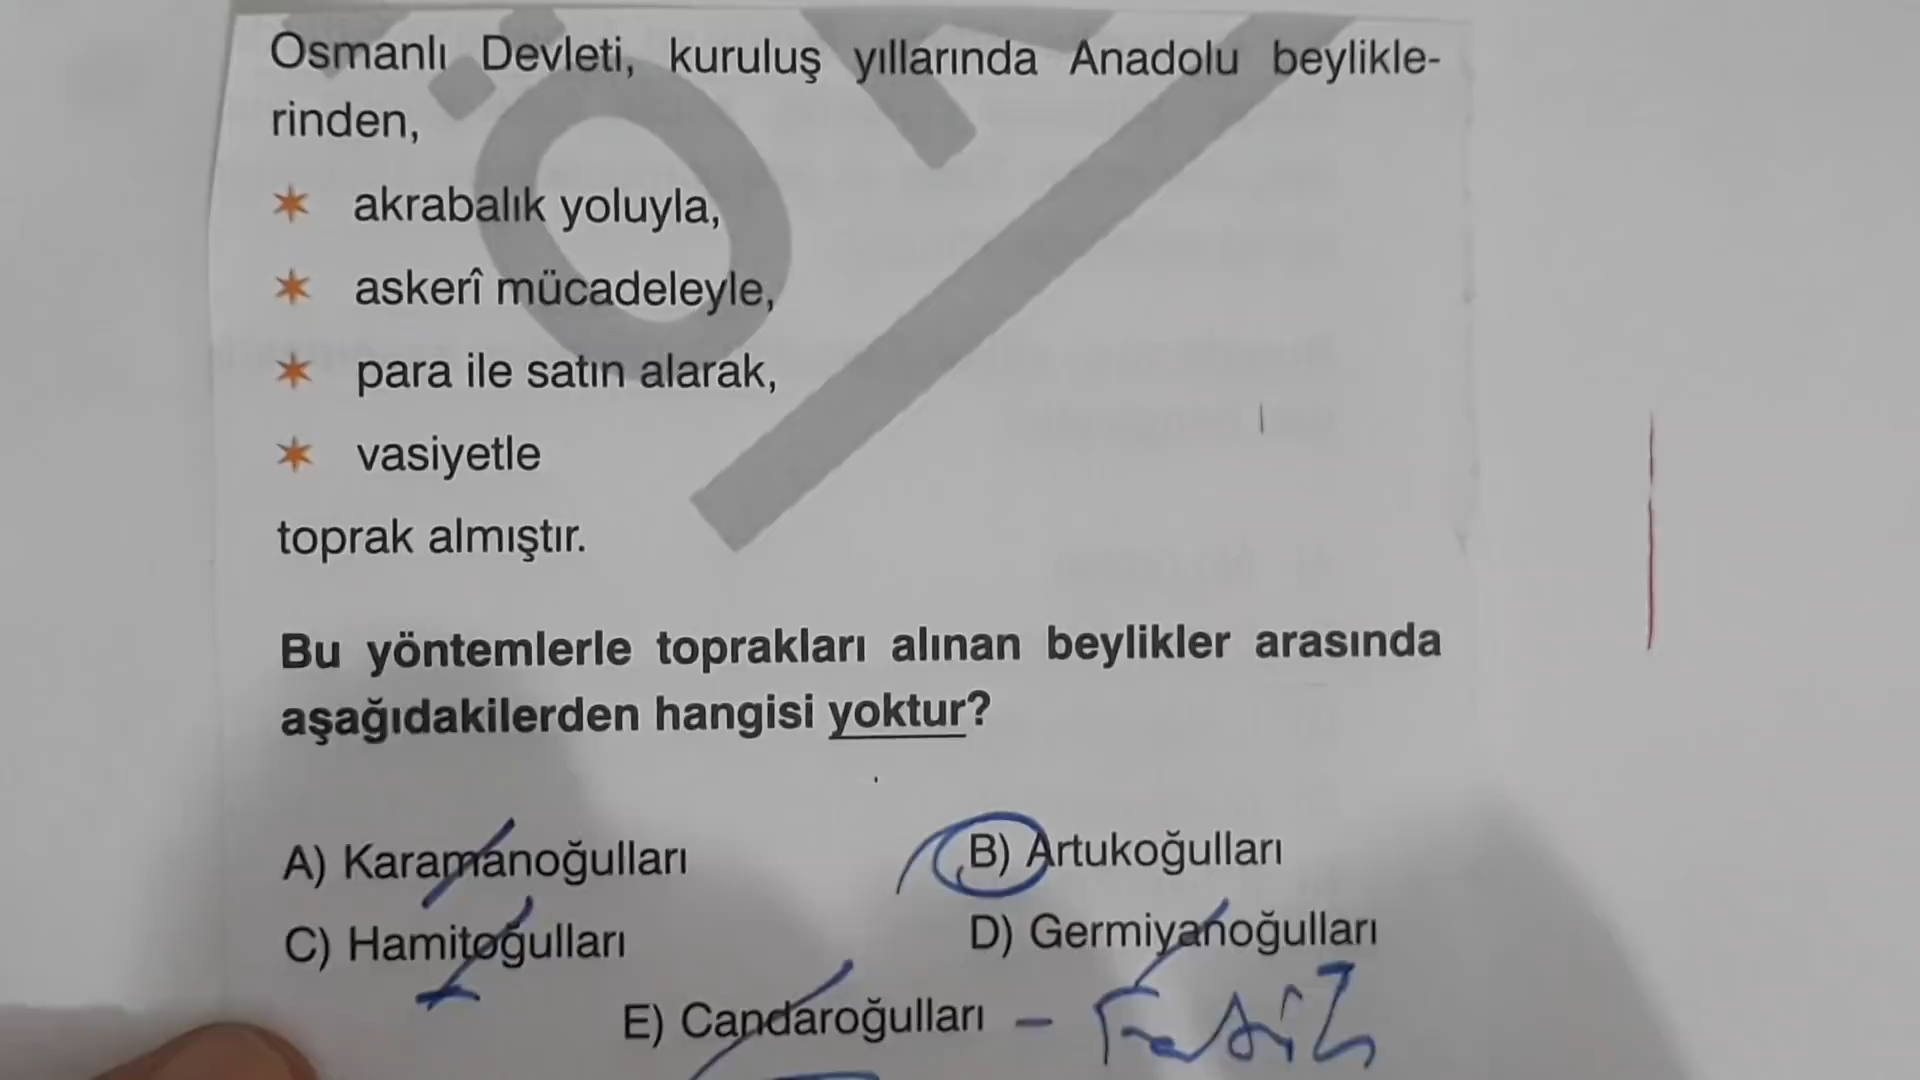 Osmanlı Devleti, kuruluş yıllarında Anadolu beylikle-
rinden,
✶ akrabalık yoluyla,
✶ askerî mücadeleyle,
✶ para ile satın alarak,
✶ vasiyetle
toprak almıştır.
Bu yöntemlerle toprakları alınan beylikler arasında
aşağıdakilerden hangisi yoktur?
A) Karamanoğulları
B) Artukoğulları
C) Hamitoğulları
D) Germiyanoğulları
E) Candaroğulları – Fatih